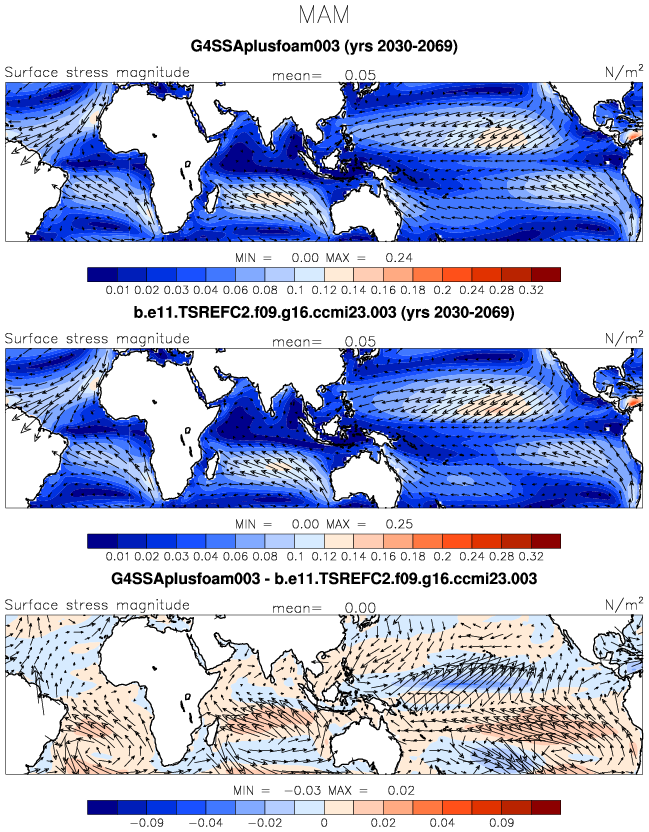 MAM
G4SSAplusfoam003 (yrs 2030-2069)
Surface stress magnitude mean= 0.05 N/m²
MIN = 0.00 MAX = 0.24
0.01 0.02 0.03 0.04 0.06 0.08 0.1 0.12 0.14 0.16 0.18 0.2 0.24 0.28 0.32
b.e11.TSREFC2.f09.g16.ccmi23.003 (yrs 2030-2069)
Surface stress magnitude mean= 0.05 N/m²
MIN = 0.00 MAX = 0.25
0.01 0.02 0.03 0.04 0.06 0.08 0.1 0.12 0.14 0.16 0.18 0.2 0.24 0.28 0.32
G4SSAplusfoam003 - b.e11.TSREFC2.f09.g16.ccmi23.003
Surface stress magnitude mean= 0.00 N/m²
MIN = -0.03 MAX = 0.02
-0.09 -0.04 -0.02 0 0.02 0.04 0.09